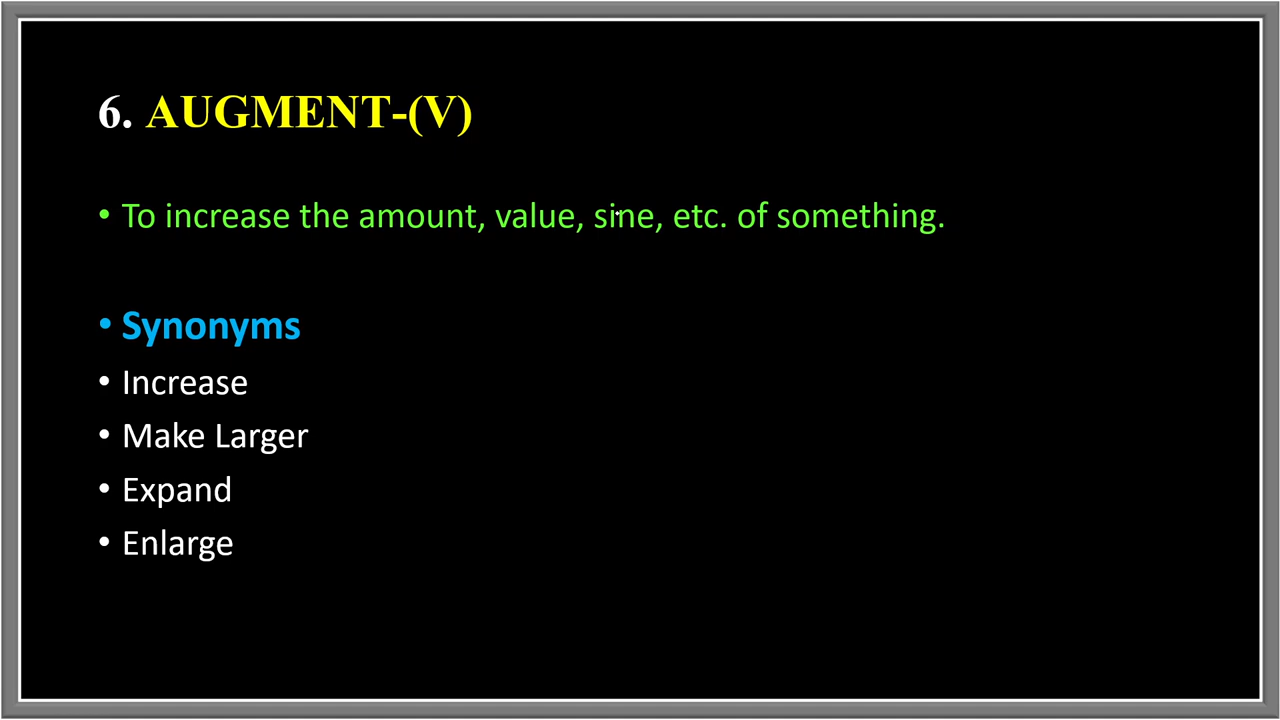 6. AUGMENT-(V)
• To increase the amount, value, sine, etc. of something.
• Synonyms
• Increase
• Make Larger
• Expand
• Enlarge